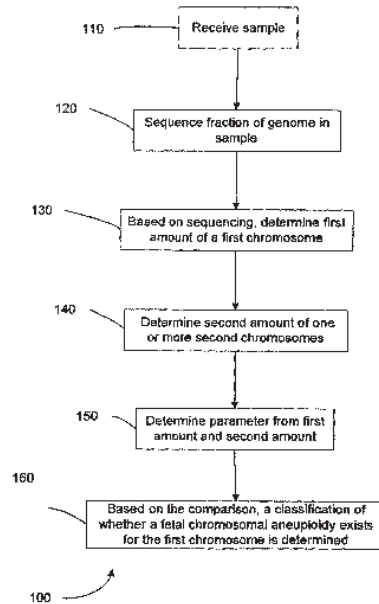 110
Receive sample
120
Sequence fraction of genome in
sample
130
Based on sequencing, determine first
amount of a first chromosome
140
Determine second amount of one
or more second chromosomes
150
Determine parameter from first
amount and second amount
160
Based on the comparison, a classification of
whether a fetal chromosomal aneuploidy exists
for the first chromosome is determined
100